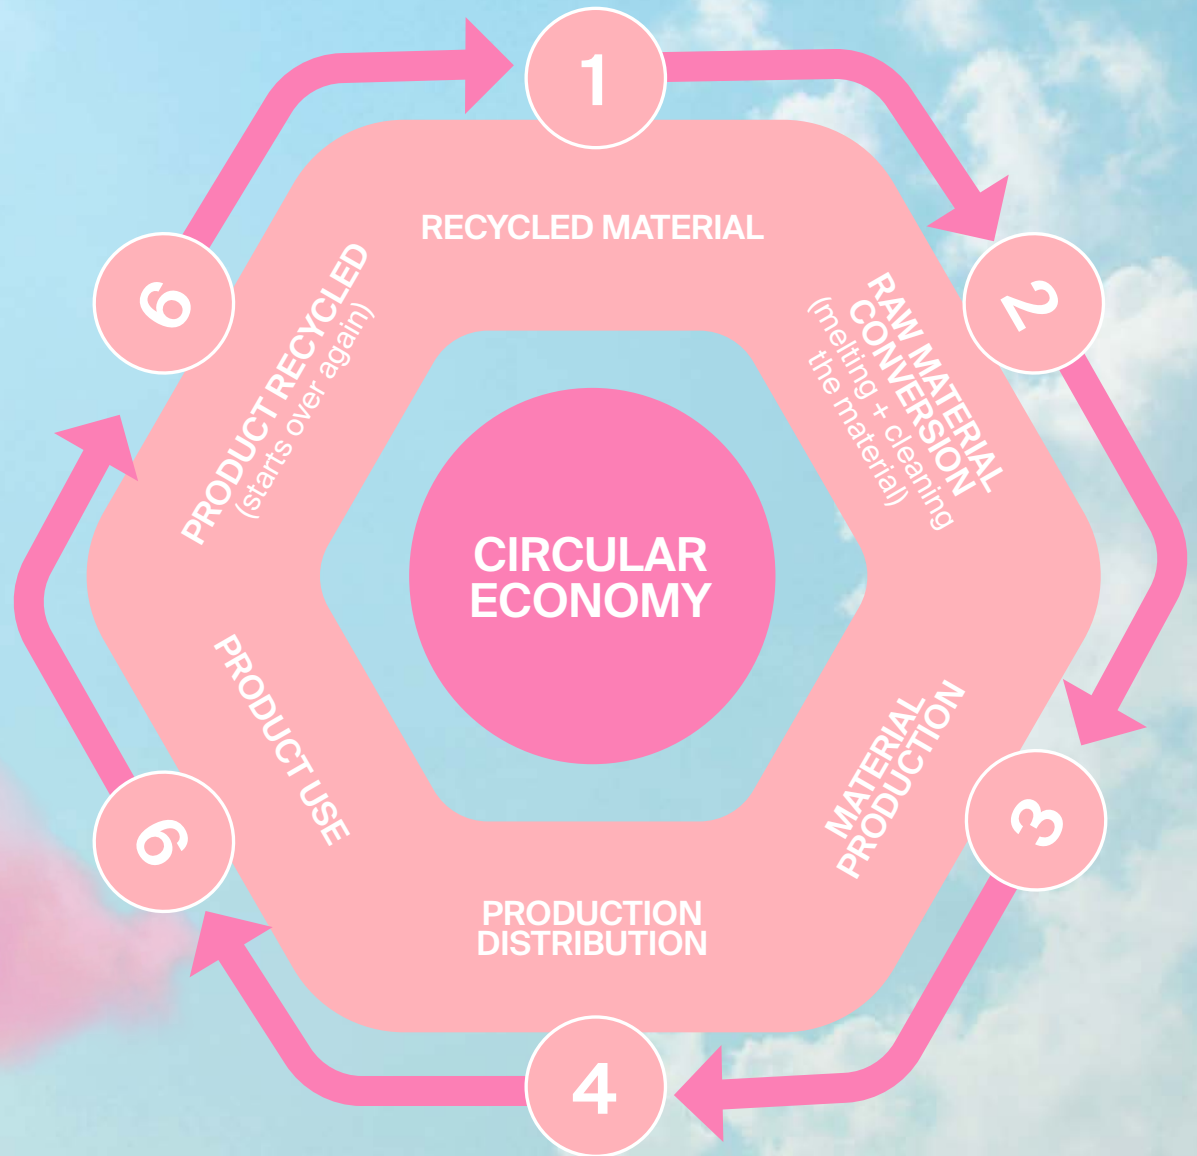 1
RECYCLED MATERIAL
2
RAW MATERIAL
CONVERSION
(melting + cleaning
the material)
3
MATERIAL
PRODUCTION
4
PRODUCTION
DISTRIBUTION
6
PRODUCT USE
6
PRODUCT RECYCLED
(starts over again)
CIRCULAR
ECONOMY